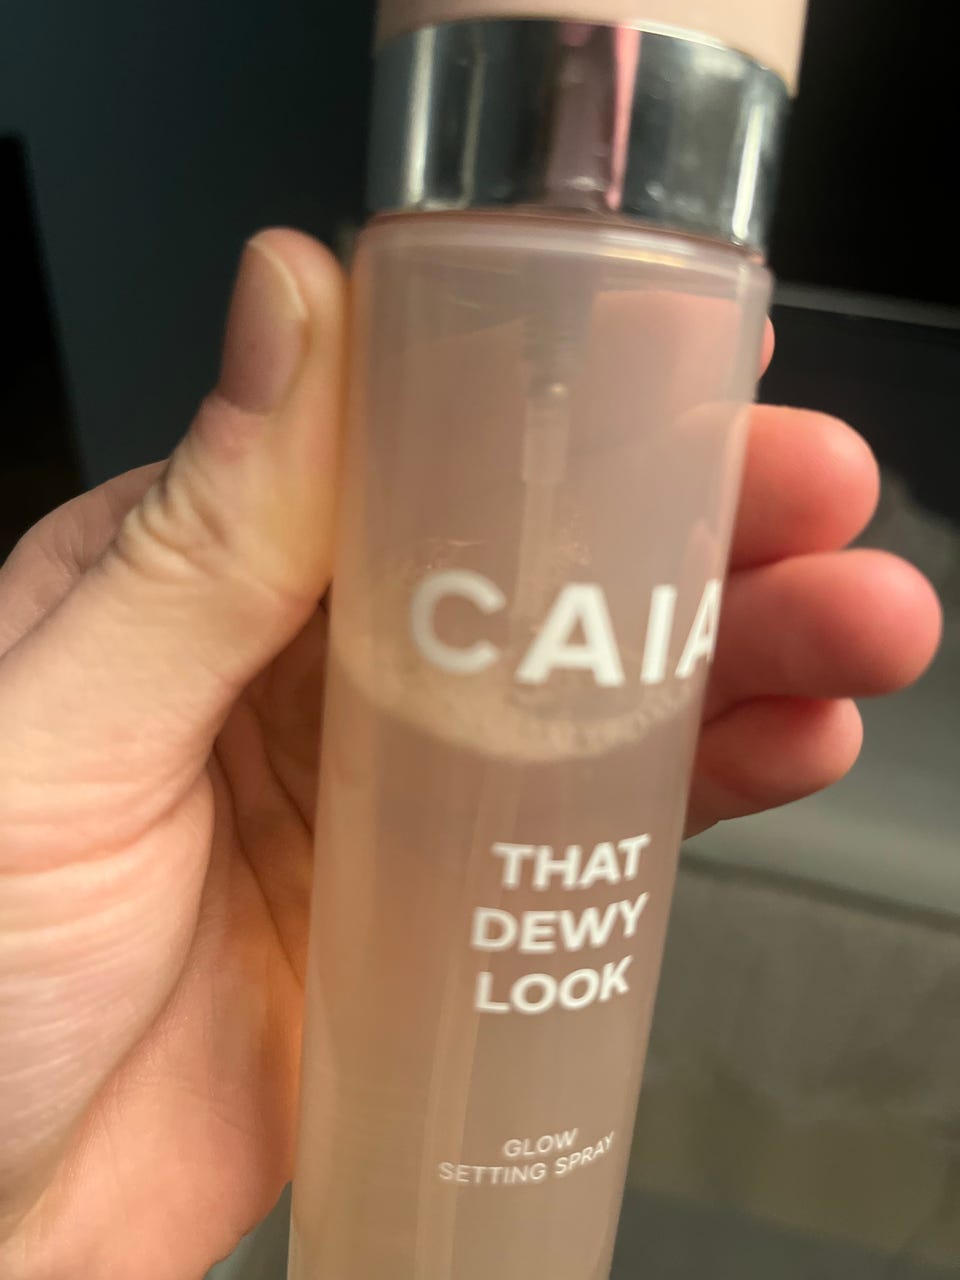 CAIA
THAT
DEWY
LOOK
GLOW
SETTING SPRAY